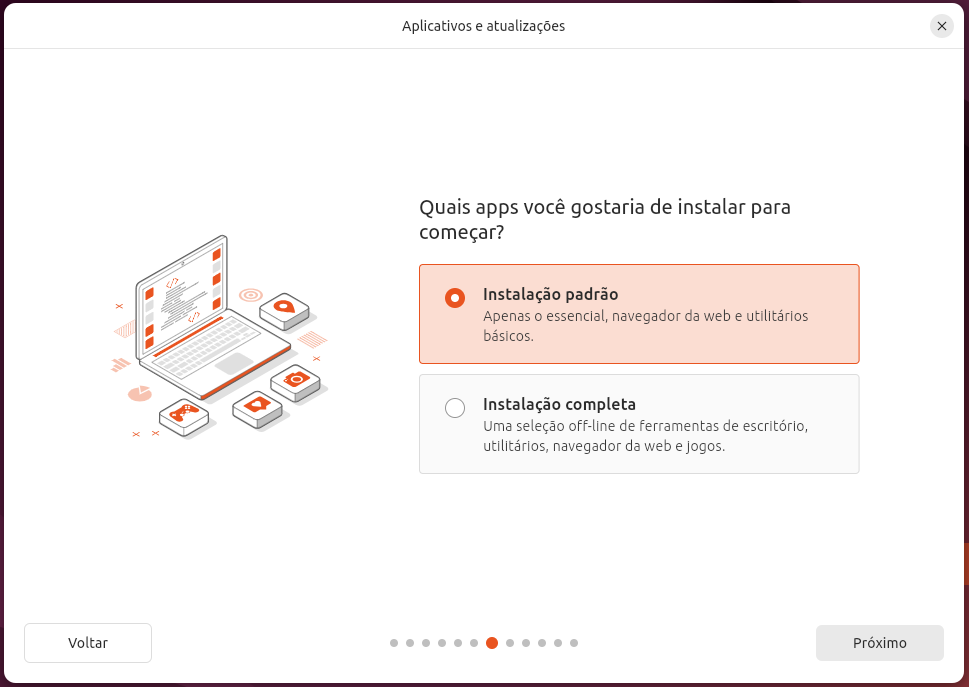 Aplicativos e atualizações
Quais apps você gostaria de instalar para
começar?
Instalação padrão
Apenas o essencial, navegador da web e utilitários
básicos.
Instalação completa
Uma seleção off-line de ferramentas de escritório,
utilitários, navegador da web e jogos.
Voltar
Próximo